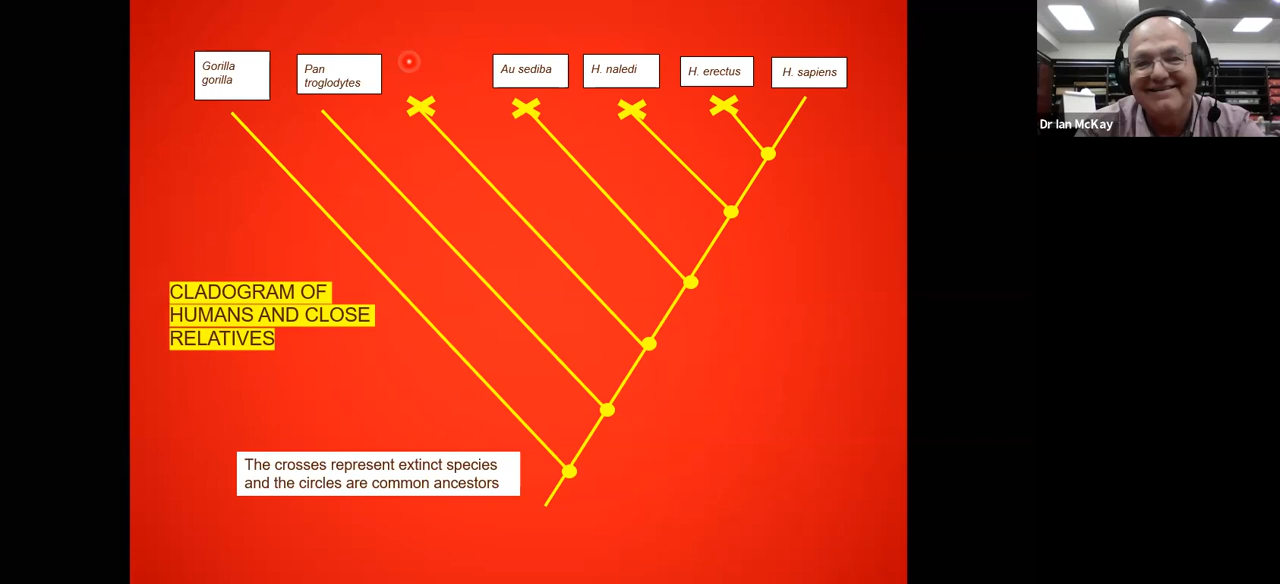 Gorilla
gorilla
Pan
troglodytes
Au sediba
H. naledi
H. erectus
H. sapiens
Dr Ian McKay
CLADOGRAM OF
HUMANS AND CLOSE
RELATIVES
The crosses represent extinct species
and the circles are common ancestors